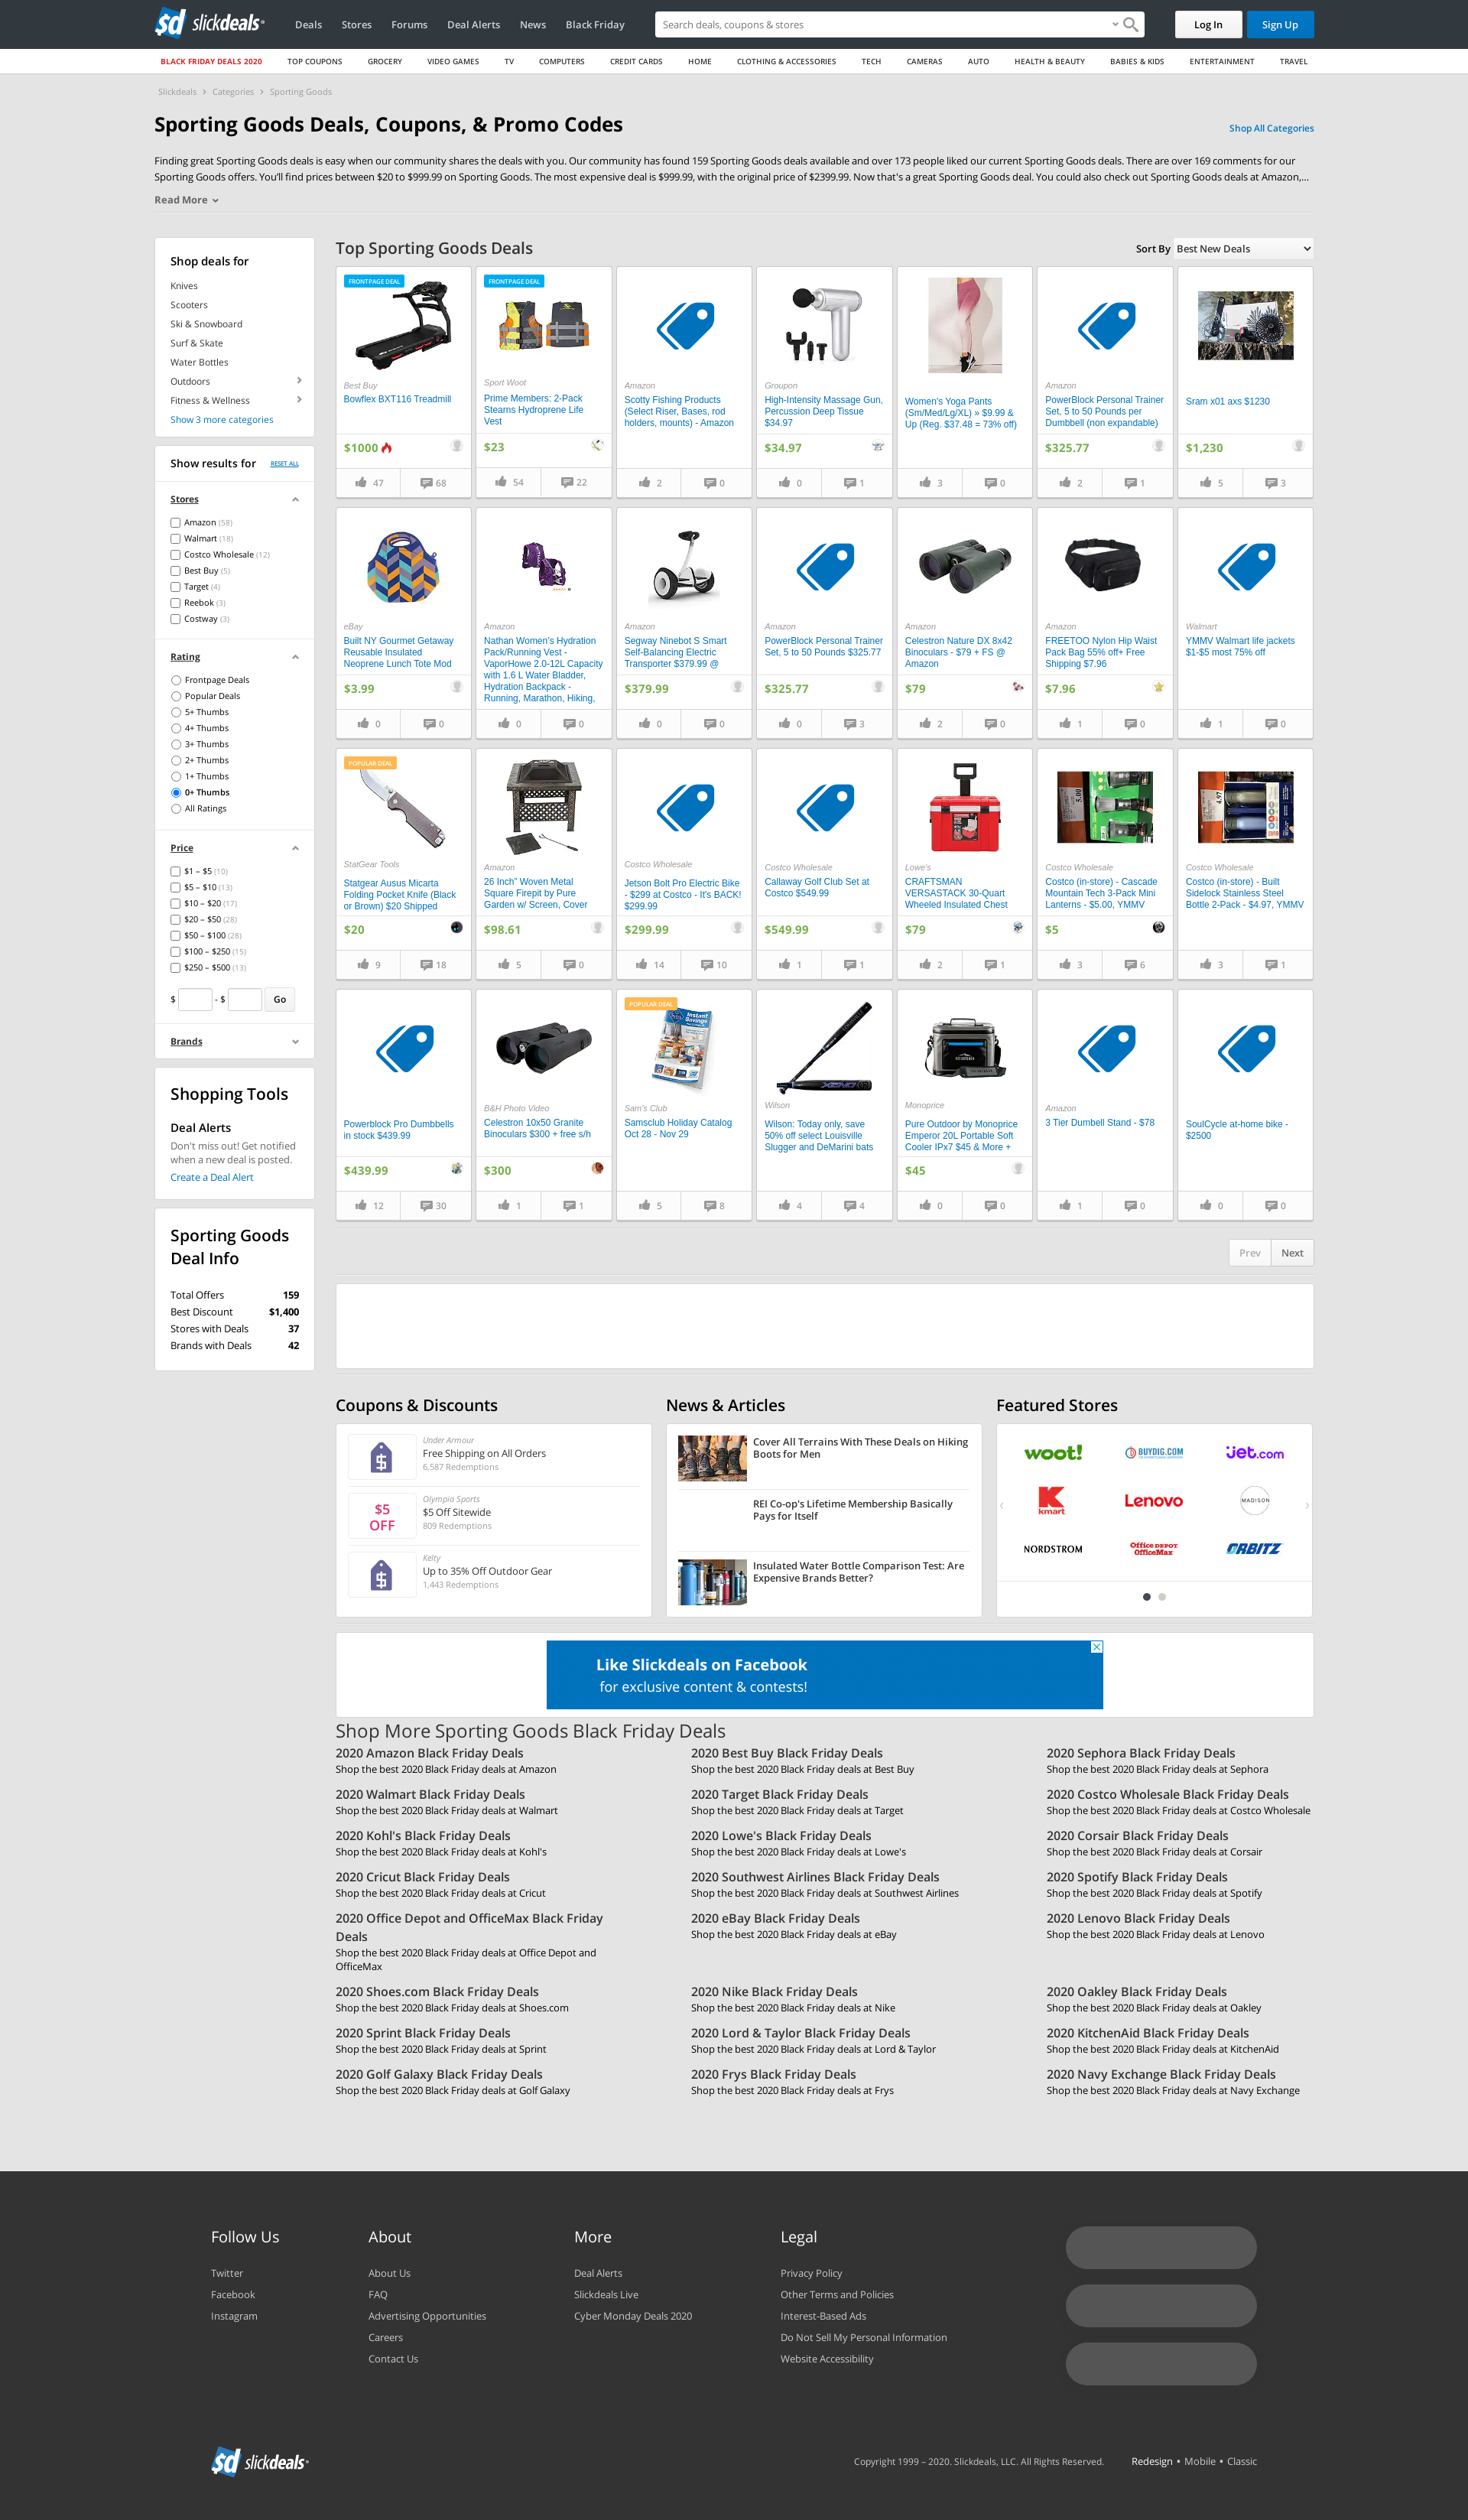 sd slickdeals
Deals Stores Forums Deal Alerts News Black Friday
Search deals, coupons & stores
Log In
Sign Up
BLACK FRIDAY DEALS 2020 TOP COUPONS GROCERY VIDEO GAMES TV COMPUTERS CREDIT CARDS HOME CLOTHING & ACCESSORIES TECH CAMERAS AUTO HEALTH & BEAUTY BABIES & KIDS ENTERTAINMENT TRAVEL
Slickdeals › Categories › Sporting Goods
Sporting Goods Deals, Coupons, & Promo Codes
Shop All Categories
Finding great Sporting Goods deals is easy when our community shares the deals with you. Our community has found 159 Sporting Goods deals available and over 173 people liked our current Sporting Goods deals. There are over 169 comments for our
Sporting Goods offers. You'll find prices between $20 to $999.99 on Sporting Goods. The most expensive deal is $999.99, with the original price of $2399.99. Now that's a great Sporting Goods deal. You could also check out Sporting Goods deals at Amazon,...
Read More
Shop deals for
Knives
Scooters
Ski & Snowboard
Surf & Skate
Water Bottles
Outdoors
Fitness & Wellness
Show 3 more categories
Show results for
RESET ALL
Stores
Amazon (58)
Walmart (18)
Costco Wholesale (12)
Best Buy (5)
Target (4)
Reebok (3)
Costway (3)
Rating
Frontpage Deals
Popular Deals
5+ Thumbs
4+ Thumbs
3+ Thumbs
2+ Thumbs
1+ Thumbs
0+ Thumbs
All Ratings
Price
$1 – $5 (10)
$5 – $10 (13)
$10 – $20 (17)
$20 – $50 (28)
$50 – $100 (28)
$100 – $250 (15)
$250 – $500 (13)
$ - $ Go
Brands
Shopping Tools
Deal Alerts
Don't miss out! Get notified
when a new deal is posted.
Create a Deal Alert
Sporting Goods
Deal Info
Total Offers 159
Best Discount $1,400
Stores with Deals 37
Brands with Deals 42
Top Sporting Goods Deals
Sort By Best New Deals
FRONTPAGE DEAL
Best Buy
Bowflex BXT116 Treadmill
$1000
47 68
FRONTPAGE DEAL
Sport Woot
Prime Members: 2-Pack
Stearns Hydroprene Life
Vest
$23
54 22
Amazon
Scotty Fishing Products
(Select Riser, Bases, rod
holders, mounts) - Amazon
2 0
Groupon
High-Intensity Massage Gun,
Percussion Deep Tissue
$34.97
$34.97
0 1
Women's Yoga Pants
(Sm/Med/Lg/XL) » $9.99 &
Up (Reg. $37.48 = 73% off)
3 0
Amazon
PowerBlock Personal Trainer
Set, 5 to 50 Pounds per
Dumbbell (non expandable)
$325.77
2 1
Sram x01 axs $1230
$1,230
5 3
eBay
Built NY Gourmet Getaway
Reusable Insulated
Neoprene Lunch Tote Mod
$3.99
0 0
Amazon
Nathan Women's Hydration
Pack/Running Vest -
VaporHowe 2.0-12L Capacity
with 1.6 L Water Bladder,
Hydration Backpack -
Running, Marathon, Hiking,
0 0
Amazon
Segway Ninebot S Smart
Self-Balancing Electric
Transporter $379.99 @
$379.99
0 0
Amazon
PowerBlock Personal Trainer
Set, 5 to 50 Pounds $325.77
$325.77
0 3
Amazon
Celestron Nature DX 8x42
Binoculars - $79 + FS @
Amazon
$79
2 0
Amazon
FREETOO Nylon Hip Waist
Pack Bag 55% off+ Free
Shipping $7.96
$7.96
1 0
Walmart
YMMV Walmart life jackets
$1-$5 most 75% off
1 0
POPULAR DEAL
StatGear Tools
Statgear Ausus Micarta
Folding Pocket Knife (Black
or Brown) $20 Shipped
$20
9 18
Amazon
26 Inch" Woven Metal
Square Firepit by Pure
Garden w/ Screen, Cover
$98.61
5 0
Costco Wholesale
Jetson Bolt Pro Electric Bike
- $299 at Costco - It's BACK!
$299.99
$299.99
14 10
Costco Wholesale
Callaway Golf Club Set at
Costco $549.99
$549.99
1 1
Lowe's
CRAFTSMAN
VERSASTACK 30-Quart
Wheeled Insulated Chest
$79
2 1
Costco Wholesale
Costco (in-store) - Cascade
Mountain Tech 3-Pack Mini
Lanterns - $5.00, YMMV
$5
3 6
Costco Wholesale
Costco (in-store) - Built
Sidelock Stainless Steel
Bottle 2-Pack - $4.97, YMMV
3 1
Powerblock Pro Dumbbells
in stock $439.99
$439.99
12 30
B&H Photo Video
Celestron 10x50 Granite
Binoculars $300 + free s/h
$300
1 1
POPULAR DEAL
Instant
Savings
Sam's Club
Samsclub Holiday Catalog
Oct 28 - Nov 29
5 8
Wilson
Wilson: Today only, save
50% off select Louisville
Slugger and DeMarini bats
4 4
Monoprice
Pure Outdoor by Monoprice
Emperor 20L Portable Soft
Cooler IPx7 $45 & More +
$45
0 0
Amazon
3 Tier Dumbell Stand - $78
1 0
SoulCycle at-home bike -
$2500
0 0
Prev Next
Coupons & Discounts
Under Armour
Free Shipping on All Orders
6,587 Redemptions
$5
OFF
Olympia Sports
$5 Off Sitewide
809 Redemptions
Kelty
Up to 35% Off Outdoor Gear
1,443 Redemptions
News & Articles
Cover All Terrains With These Deals on Hiking
Boots for Men
REI Co-op's Lifetime Membership Basically
Pays for Itself
Insulated Water Bottle Comparison Test: Are
Expensive Brands Better?
Featured Stores
woot! BUYDIG.COM jet.com
kmart Lenovo MADISON
NORDSTROM Office DEPOT OfficeMax ORBITZ
Like Slickdeals on Facebook
for exclusive content & contests!
Shop More Sporting Goods Black Friday Deals
2020 Amazon Black Friday Deals
Shop the best 2020 Black Friday deals at Amazon
2020 Best Buy Black Friday Deals
Shop the best 2020 Black Friday deals at Best Buy
2020 Sephora Black Friday Deals
Shop the best 2020 Black Friday deals at Sephora
2020 Walmart Black Friday Deals
Shop the best 2020 Black Friday deals at Walmart
2020 Target Black Friday Deals
Shop the best 2020 Black Friday deals at Target
2020 Costco Wholesale Black Friday Deals
Shop the best 2020 Black Friday deals at Costco Wholesale
2020 Kohl's Black Friday Deals
Shop the best 2020 Black Friday deals at Kohl's
2020 Lowe's Black Friday Deals
Shop the best 2020 Black Friday deals at Lowe's
2020 Corsair Black Friday Deals
Shop the best 2020 Black Friday deals at Corsair
2020 Cricut Black Friday Deals
Shop the best 2020 Black Friday deals at Cricut
2020 Southwest Airlines Black Friday Deals
Shop the best 2020 Black Friday deals at Southwest Airlines
2020 Spotify Black Friday Deals
Shop the best 2020 Black Friday deals at Spotify
2020 Office Depot and OfficeMax Black Friday
Deals
Shop the best 2020 Black Friday deals at Office Depot and
OfficeMax
2020 eBay Black Friday Deals
Shop the best 2020 Black Friday deals at eBay
2020 Lenovo Black Friday Deals
Shop the best 2020 Black Friday deals at Lenovo
2020 Shoes.com Black Friday Deals
Shop the best 2020 Black Friday deals at Shoes.com
2020 Nike Black Friday Deals
Shop the best 2020 Black Friday deals at Nike
2020 Oakley Black Friday Deals
Shop the best 2020 Black Friday deals at Oakley
2020 Sprint Black Friday Deals
Shop the best 2020 Black Friday deals at Sprint
2020 Lord & Taylor Black Friday Deals
Shop the best 2020 Black Friday deals at Lord & Taylor
2020 KitchenAid Black Friday Deals
Shop the best 2020 Black Friday deals at KitchenAid
2020 Golf Galaxy Black Friday Deals
Shop the best 2020 Black Friday deals at Golf Galaxy
2020 Frys Black Friday Deals
Shop the best 2020 Black Friday deals at Frys
2020 Navy Exchange Black Friday Deals
Shop the best 2020 Black Friday deals at Navy Exchange
Follow Us
Twitter
Facebook
Instagram
About
About Us
FAQ
Advertising Opportunities
Careers
Contact Us
More
Deal Alerts
Slickdeals Live
Cyber Monday Deals 2020
Legal
Privacy Policy
Other Terms and Policies
Interest-Based Ads
Do Not Sell My Personal Information
Website Accessibility
sd slickdeals
Copyright 1999 – 2020. Slickdeals, LLC. All Rights Reserved.
Redesign • Mobile • Classic